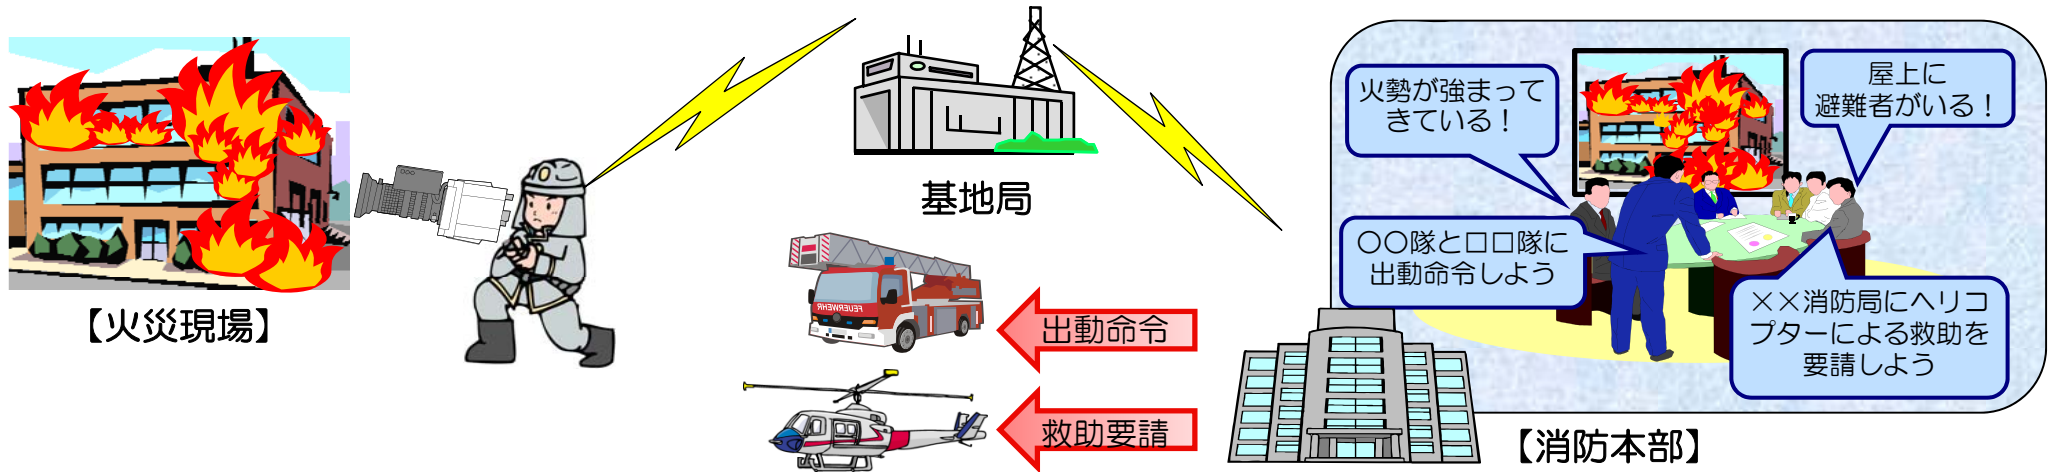 【火災現場】
基地局
FEUERWEHR
出動命令
救助要請
火勢が強まって
きている！
屋上に
避難者がいる！
〇〇隊と□□隊に
出動命令しよう
××消防局にヘリコ
プターによる救助を
要請しよう
【消防本部】